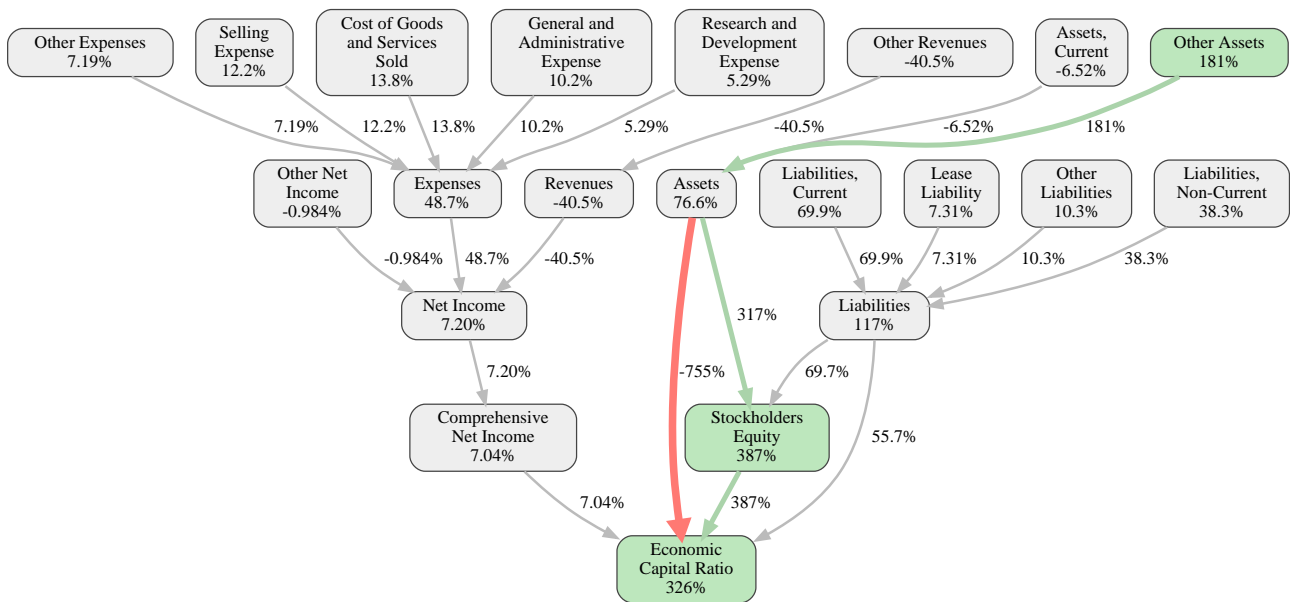 Other Expenses
7.19%
Selling
Expense
12.2%
Cost of Goods
and Services
Sold
13.8%
General and
Administrative
Expense
10.2%
Research and
Development
Expense
5.29%
Other Revenues
-40.5%
Assets,
Current
-6.52%
Other Assets
181%
7.19%
12.2%
13.8%
10.2%
5.29%
-40.5%
-6.52%
181%
Other Net
Income
-0.984%
Expenses
48.7%
Revenues
-40.5%
Assets
76.6%
Liabilities,
Current
69.9%
Lease
Liability
7.31%
Other
Liabilities
10.3%
Liabilities,
Non-Current
38.3%
-0.984%
48.7%
-40.5%
69.9%
7.31%
10.3%
38.3%
Net Income
7.20%
317%
Liabilities
117%
7.20%
-755%
69.7%
Comprehensive
Net Income
7.04%
Stockholders
Equity
387%
55.7%
7.04%
387%
Economic
Capital Ratio
326%